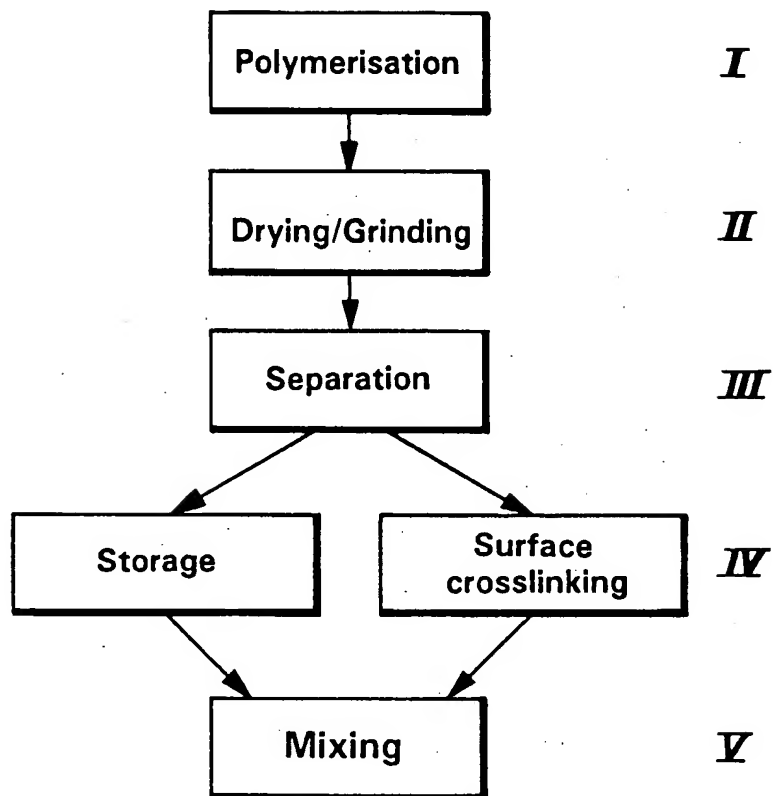 Polymerisation I
Drying/Grinding II
Separation III
Storage
Surface
crosslinking
IV
Mixing V